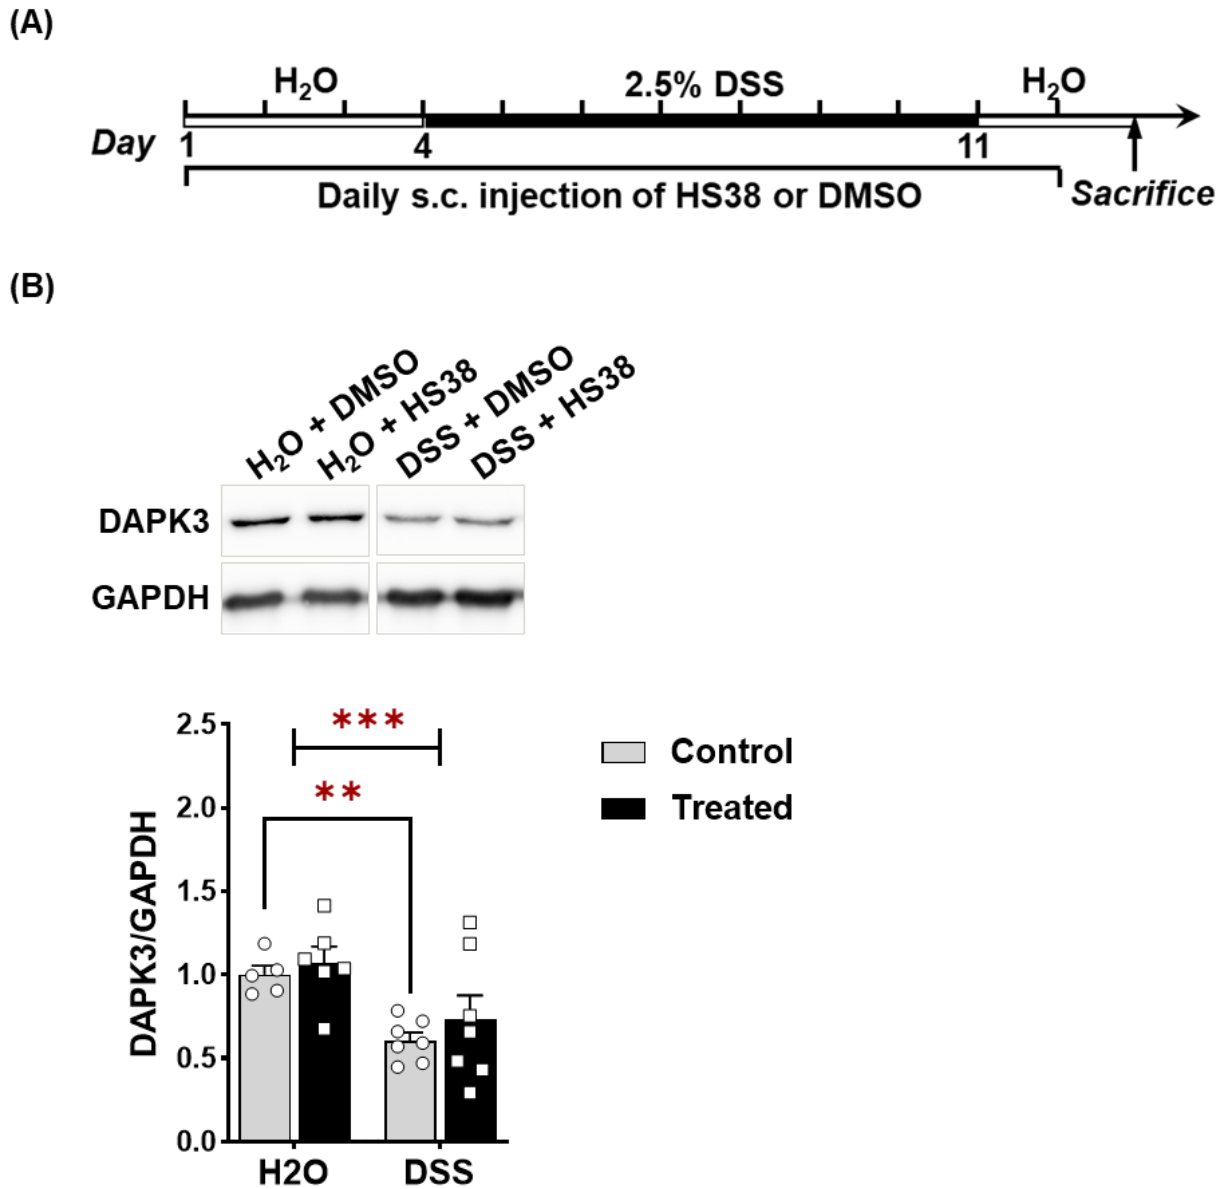 (A)
H₂O 2.5% DSS H₂O
Day 1 4 11
Daily s.c. injection of HS38 or DMSO Sacrifice
(B)
H₂O + DMSO
H₂O + HS38
DSS + DMSO
DSS + HS38
DAPK3
GAPDH
DAPK3/GAPDH
2.5
2.0
1.5
1.0
0.5
0.0
***
**
H2O DSS
Control
Treated